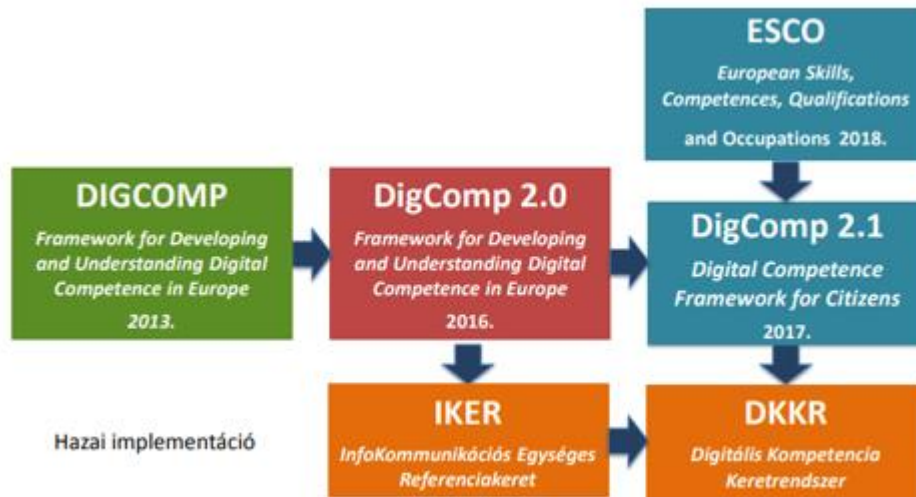 ESCO
European Skills,
Competences, Qualifications
and Occupations 2018.
DIGCOMP
Framework for Developing
and Understanding Digital
Competence in Europe
2013.
DigComp 2.0
Framework for Developing
and Understanding Digital
Competence in Europe
2016.
DigComp 2.1
Digital Competence
Framework for Citizens
2017.
Hazai implementáció
IKER
InfoKommunikációs Egységes
Referenciakeret
DKKR
Digitális Kompetencia
Keretrendszer